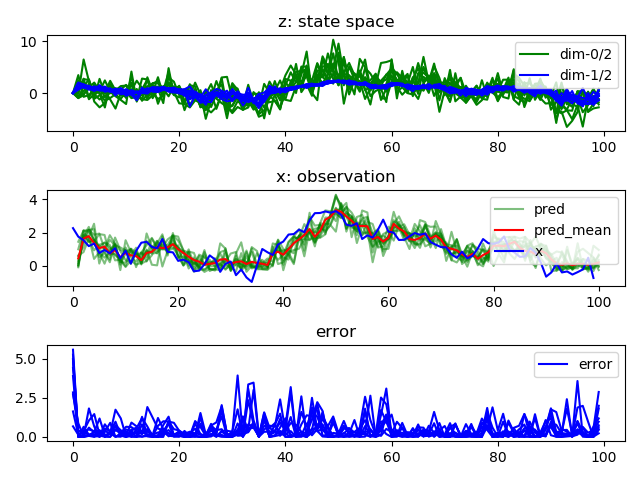 z: state space
10
0
dim-0/2
dim-1/2
0 20 40 60 80 100
x: observation
4
2
0
pred
pred_mean
x
0 20 40 60 80 100
error
5.0
2.5
0.0
error
0 20 40 60 80 100